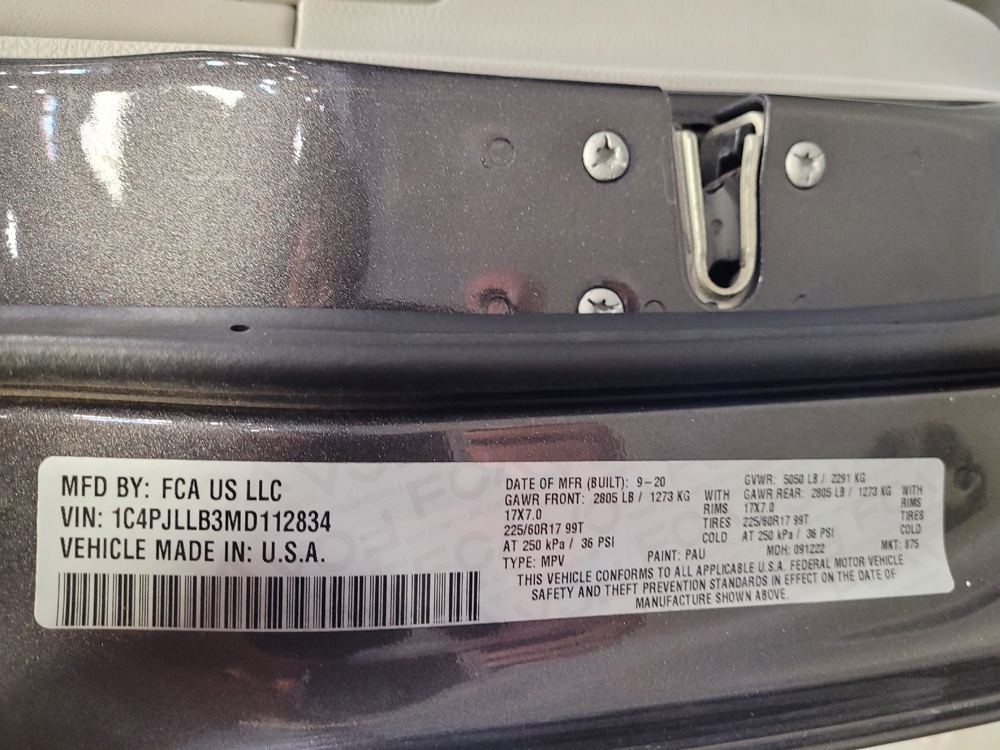 MFD BY: FCA US LLC
VIN: 1C4PJLLB3MD112834
VEHICLE MADE IN: U.S.A.
DATE OF MFR (BUILT): 9-20
GAWR FRONT: 2805 LB / 1273 KG WITH
17X7.0 RIMS
225/60R17 99T TIRES
AT 250 kPa / 36 PSI COLD
TYPE: MPV
GVWR: 5050 LB / 2291 KG
GAWR REAR: 2805 LB / 1273 KG WITH
17X7.0 RIMS
225/60R17 99T TIRES
AT 250 kPa / 36 PSI COLD
PAINT: PAU MDH: 091222 MKT: 875
THIS VEHICLE CONFORMS TO ALL APPLICABLE U.S.A. FEDERAL MOTOR VEHICLE
SAFETY AND THEFT PREVENTION STANDARDS IN EFFECT ON THE DATE OF
MANUFACTURE SHOWN ABOVE.